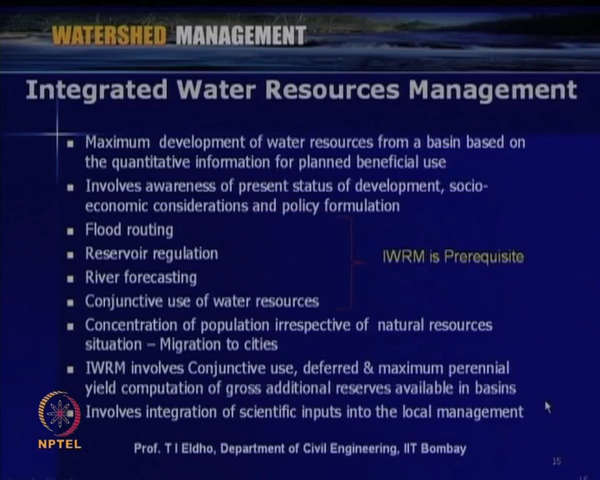 WATERSHED MANAGEMENT
Integrated Water Resources Management
Maximum development of water resources from a basin based on
the quantitative information for planned beneficial use
Involves awareness of present status of development, socio-
economic considerations and policy formulation
Flood routing
Reservoir regulation
River forecasting
Conjunctive use of water resources
IWRM is Prerequisite
Concentration of population irrespective of natural resources
situation – Migration to cities
IWRM involves Conjunctive use, deferred & maximum perennial
yield computation of gross additional reserves available in basins
Involves integration of scientific inputs into the local management
NPTEL
Prof. T I Eldho, Department of Civil Engineering, IIT Bombay
15